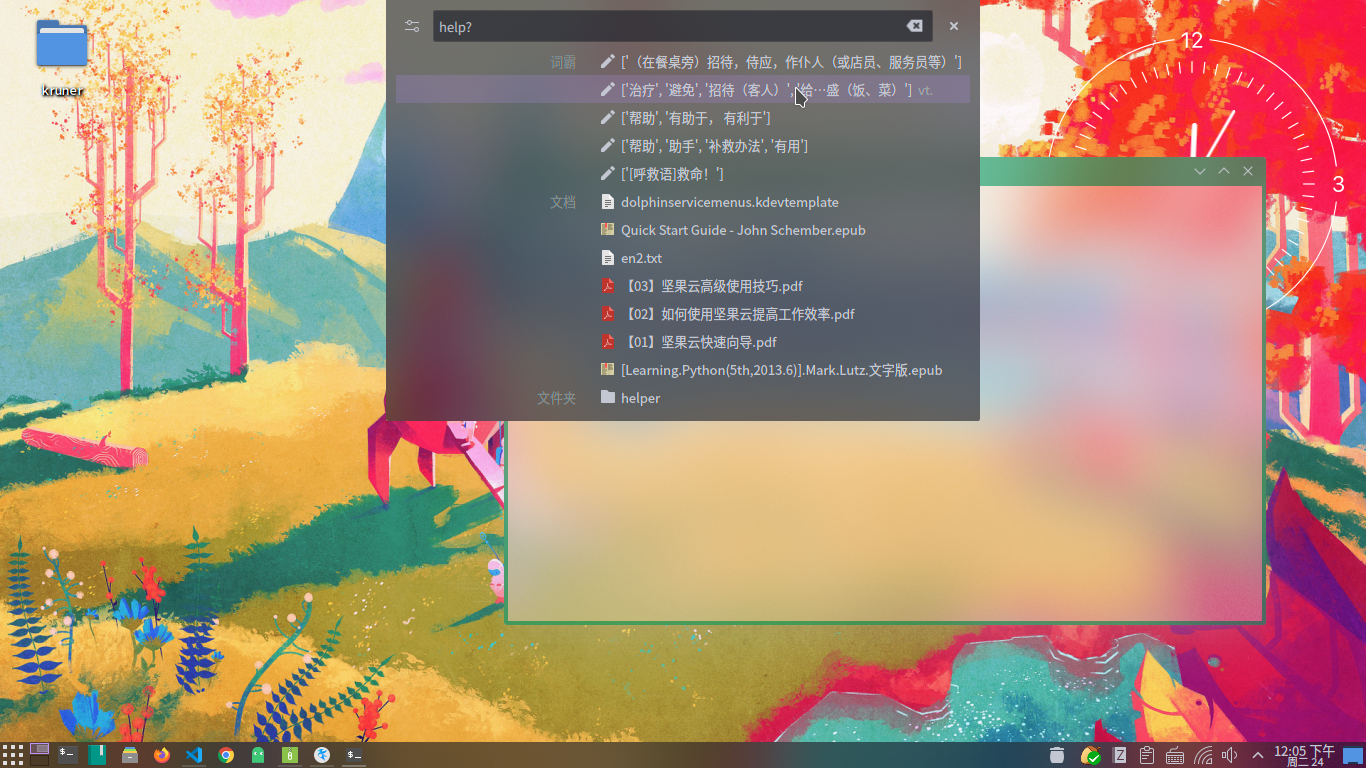 kruner
help?
词霸
['（在餐桌旁）招待，侍应，作仆人（或店员、服务员等）']
['治疗', '避免', '招待（客人）', '给…盛（饭、菜）'] vt.
['帮助', '有助于， 有利于']
['帮助', '助手', '补救办法', '有用']
['[呼救语]救命！']
文档
dolphinservicemenus.kdevtemplate
Quick Start Guide - John Schember.epub
en2.txt
【03】坚果云高级使用技巧.pdf
【02】如何使用坚果云提高工作效率.pdf
【01】坚果云快速向导.pdf
[Learning.Python(5th,2013.6)].Mark.Lutz.文字版.epub
文件夹
helper
12
3
12:05 下午
周二 24